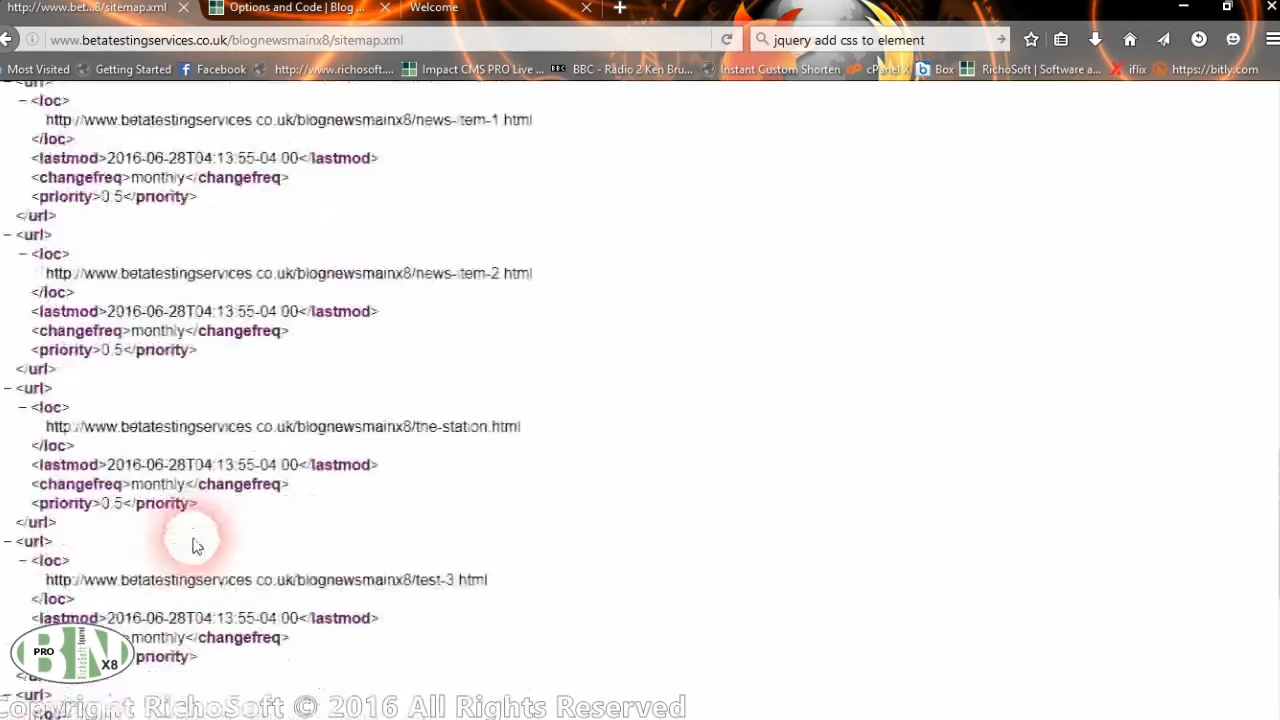 http://www.bet...8/sitemap.xml
Options and Code | Blog ...
Welcome
www.betatestingservices.co.uk/blognewsmainx8/sitemap.xml
jquery add css to element
Most Visited
Getting Started
Facebook
http://www.richosoft....
Impact CMS PRO Live ...
BBC
BBC - Radio 2 Ken Bru...
Instant Custom Shorten
cPanel X
Box
RichoSoft | Software a...
iflix
https://bitly.com
– <loc>
http://www.betatestingservices.co.uk/blognewsmainx8/news-item-1.html
</loc>
<lastmod>2016-06-28T04:13:55-04:00</lastmod>
<changefreq>monthly</changefreq>
<priority>0.5</priority>
</url>
– <url>
– <loc>
http://www.betatestingservices.co.uk/blognewsmainx8/news-item-2.html
</loc>
<lastmod>2016-06-28T04:13:55-04:00</lastmod>
<changefreq>monthly</changefreq>
<priority>0.5</priority>
</url>
– <url>
– <loc>
http://www.betatestingservices.co.uk/blognewsmainx8/the-station.html
</loc>
<lastmod>2016-06-28T04:13:55-04:00</lastmod>
<changefreq>monthly</changefreq>
<priority>0.5</priority>
</url>
– <url>
– <loc>
http://www.betatestingservices.co.uk/blognewsmainx8/test-3.html
</loc>
<lastmod>2016-06-28T04:13:55-04:00</lastmod>
monthly</changefreq>
priority>
<url>
PRO BN X8
RichoSoft
Copyright RichoSoft © 2016 All Rights Reserved